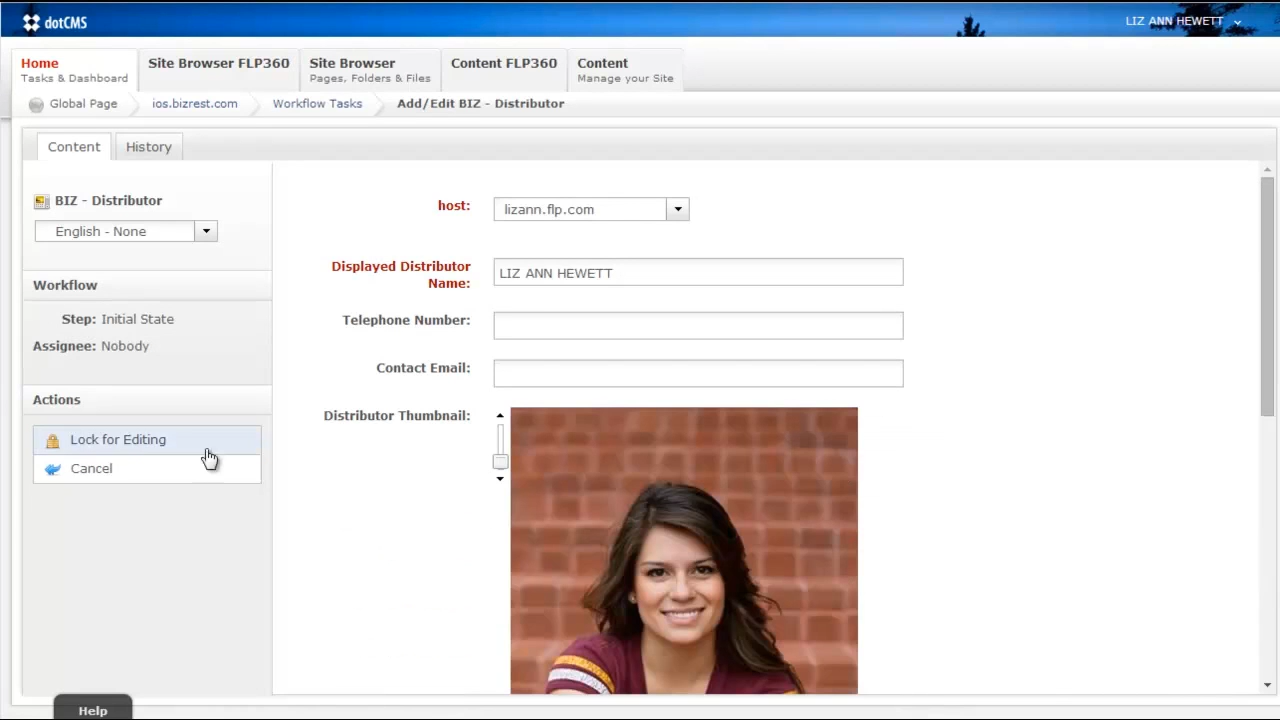 dotCMS
LIZ ANN HEWETT
Home
Tasks & Dashboard
Site Browser FLP360
Site Browser
Pages, Folders & Files
Content FLP360
Content
Manage your Site
Global Page
ios.bizrest.com
Workflow Tasks
Add/Edit BIZ - Distributor
Content
History
BIZ - Distributor
English - None
Workflow
Step: Initial State
Assignee: Nobody
Actions
Lock for Editing
Cancel
host:
lizann.flp.com
Displayed Distributor
Name:
LIZ ANN HEWETT
Telephone Number:
Contact Email:
Distributor Thumbnail:
Help